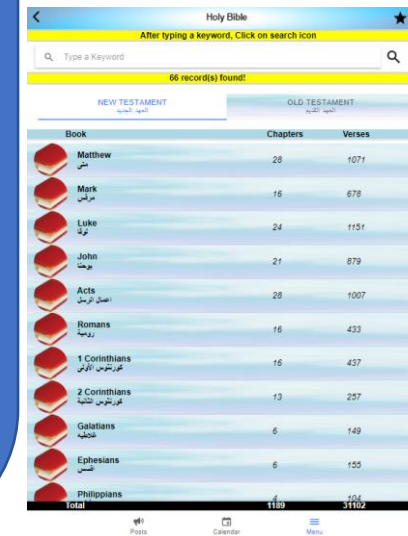 Holy Bible
After typing a keyword, Click on search icon
Type a Keyword
66 record(s) found!
NEW TESTAMENT OLD TESTAMENT
العهد الجديد العهد القديم
Book Chapters Verses
Matthew 28 1071
متى
Mark 16 678
مرقس
Luke 24 1151
لوقا
John 21 879
يوحنا
Acts 28 1007
اعمال الرسل
Romans 16 433
رومية
1 Corinthians 16 437
كورنثوس الأولى
2 Corinthians 13 257
كورنثوس الثانية
Galatians 6 149
غلاطيه
Ephesians 6 155
افسس
Philippians 4 104
Total 1189 31102
Posts Calendar Menu